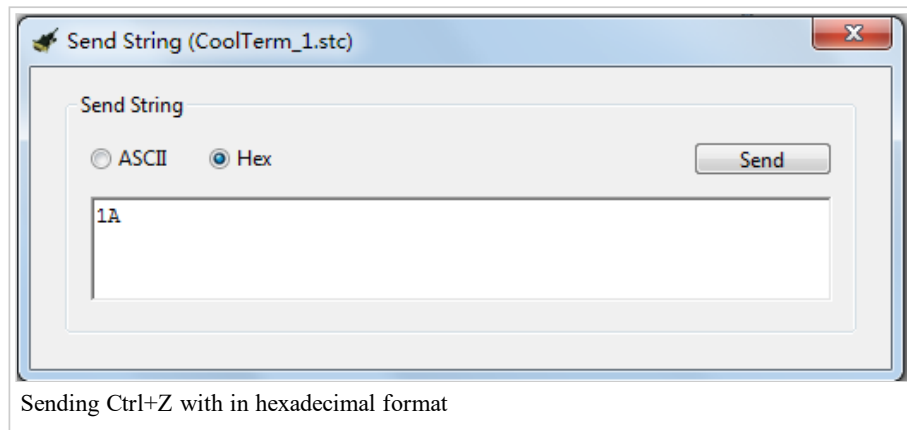 Send String (CoolTerm_1.stc)
Send String
ASCII Hex Send
1A
Sending Ctrl+Z with in hexadecimal format